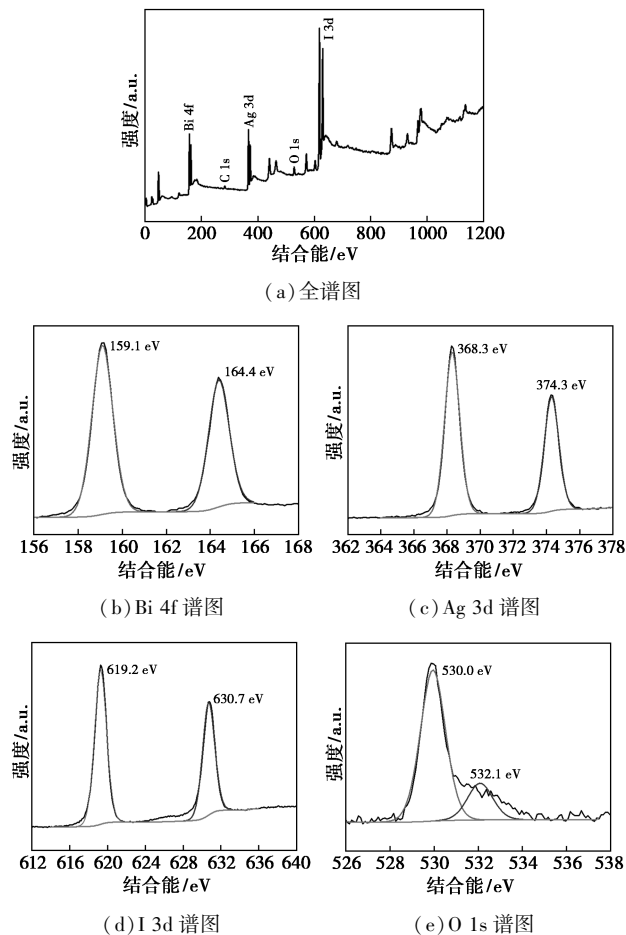 I 3d
Bi 4f
Ag 3d
C 1s
O 1s
强度/a.u.
0 200 400 600 800 1000 1200
结合能/eV
(a)全谱图
159.1 eV
164.4 eV
强度/a.u.
156 158 160 162 164 166 168
结合能/eV
(b)Bi 4f 谱图
368.3 eV
374.3 eV
强度/a.u.
362 364 366 368 370 372 374 376 378
结合能/eV
(c)Ag 3d 谱图
619.2 eV
630.7 eV
强度/a.u.
612 616 620 624 628 632 636 640
结合能/eV
(d)I 3d 谱图
530.0 eV
532.1 eV
强度/a.u.
526 528 530 532 534 536 538
结合能/eV
(e)O 1s 谱图